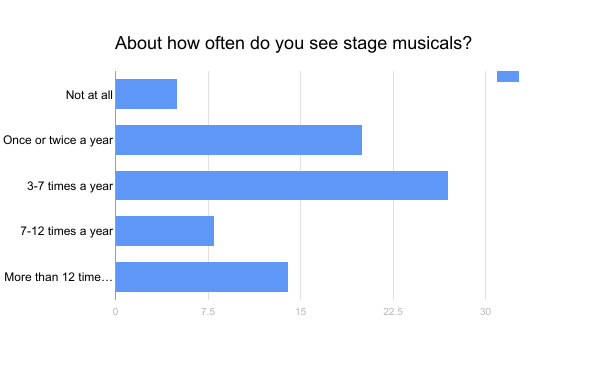 About how often do you see stage musicals?
Not at all
Once or twice a year
3-7 times a year
7-12 times a year
More than 12 time…
0 7.5 15 22.5 30